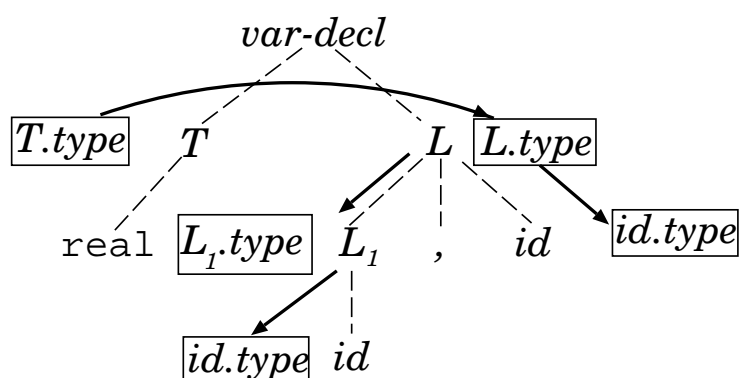 var-decl
T.type T L L.type
real L₁.type L₁ , id id.type
id.type id